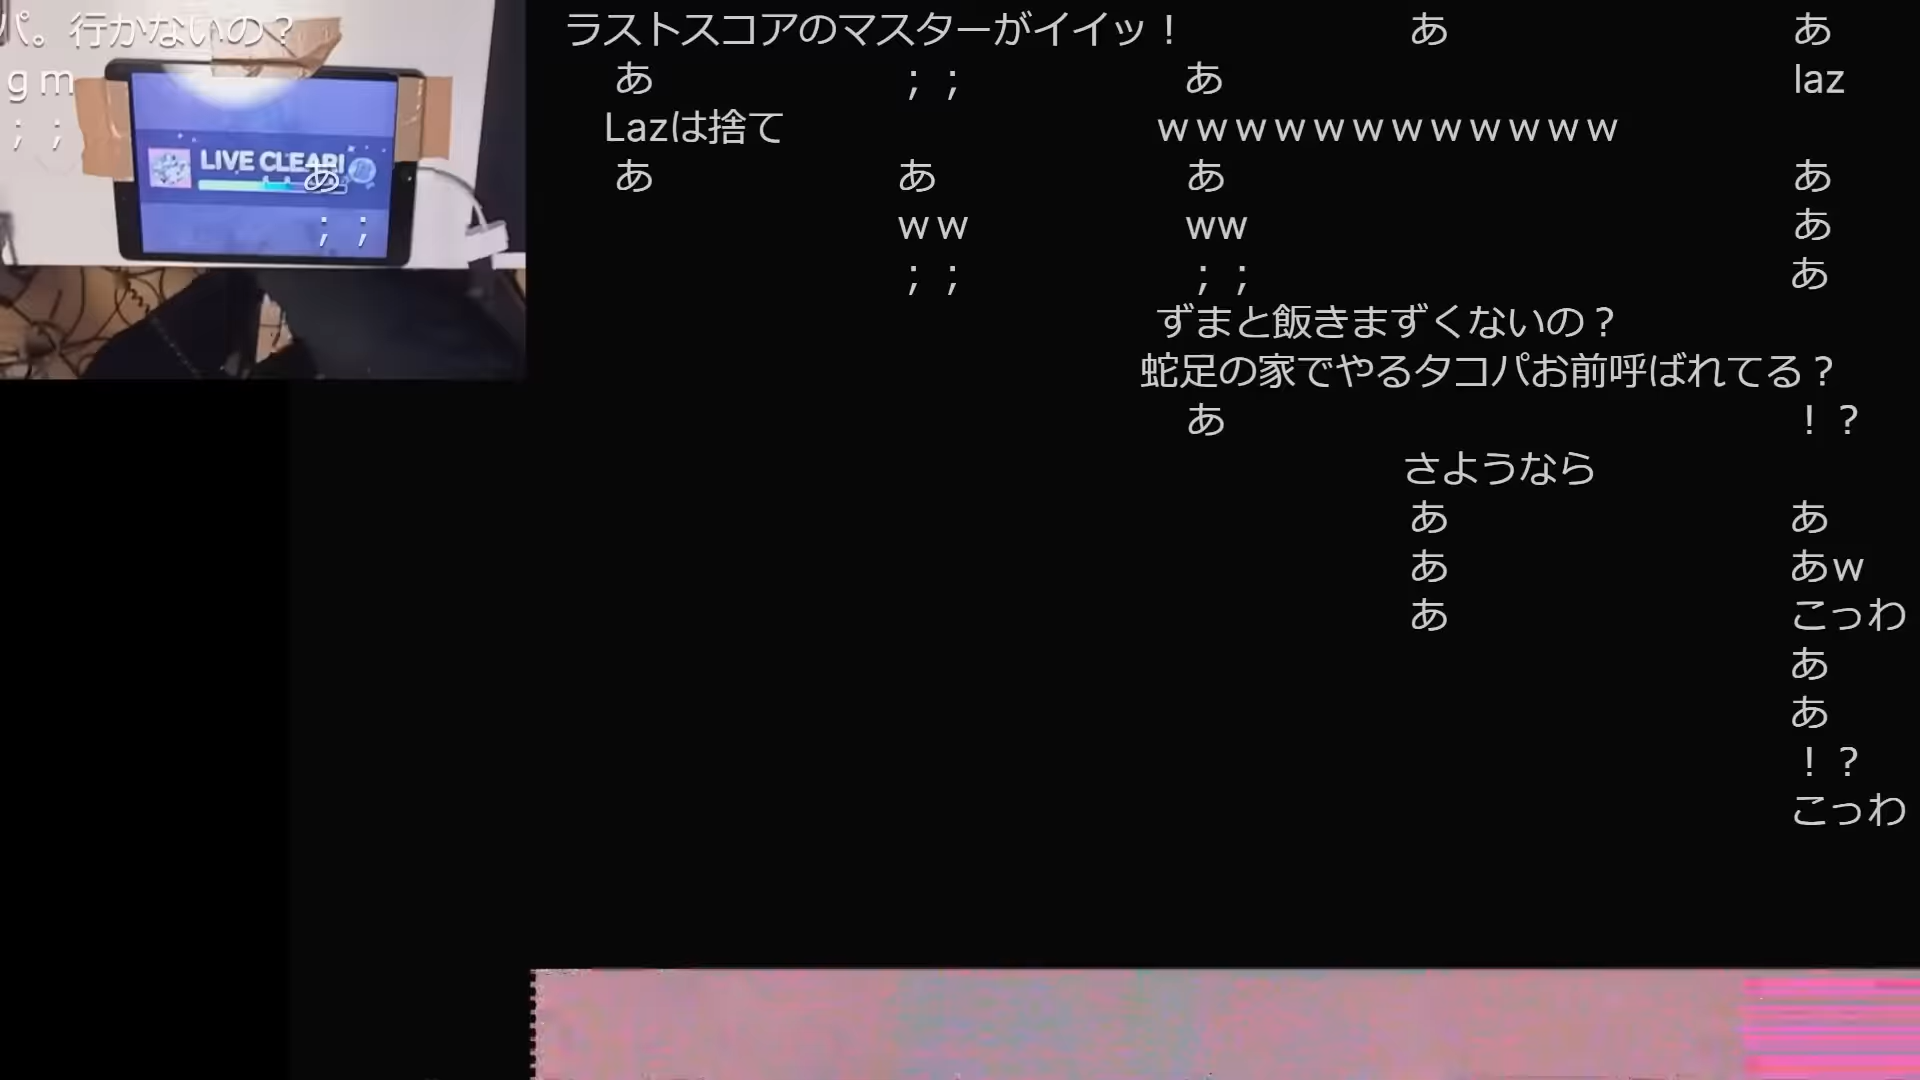 パ。行かないの？ ラストスコアのマスターがイイッ！ あ あ
ｇｍ あ ；； あ laz
；； Lazは捨て ｗｗｗｗｗｗｗｗｗｗｗｗ
LIVE CLEAR!
あ あ あ あ あ
；； ｗｗ ww あ
；； ；； あ
ずまと飯きまずくないの？
蛇足の家でやるタコパお前呼ばれてる？
あ ！？
さようなら
あ あ
あ あｗ
あ こっわ
あ
あ
！？
こっわ